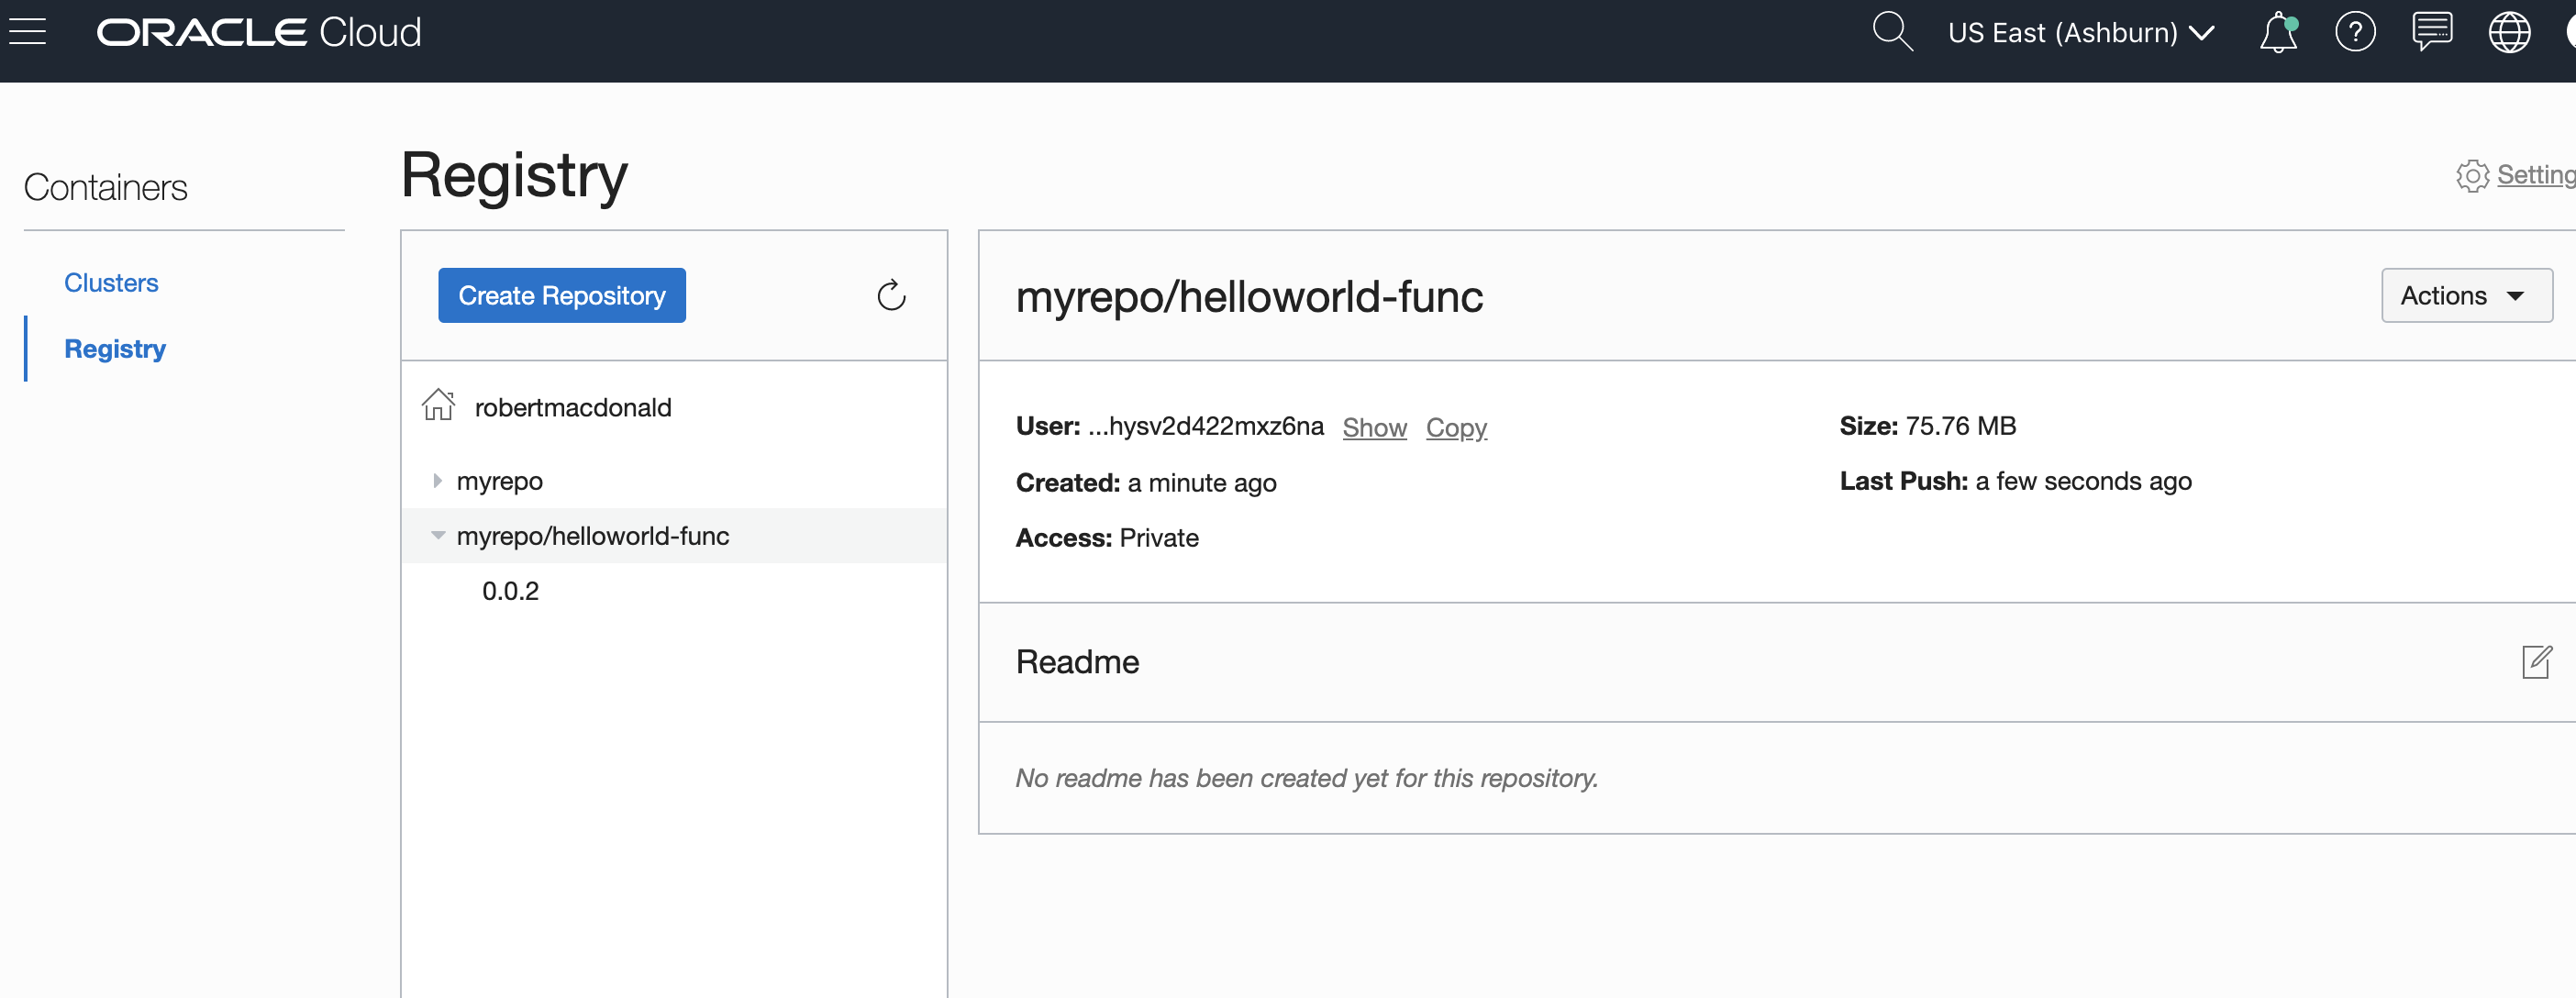 ORACLE Cloud
US East (Ashburn)
Containers
Clusters
Registry
Registry
Setting
Create Repository
robertmacdonald
myrepo
myrepo/helloworld-func
0.0.2
myrepo/helloworld-func
Actions
User: ...hysv2d422mxz6na Show Copy
Created: a minute ago
Access: Private
Size: 75.76 MB
Last Push: a few seconds ago
Readme
No readme has been created yet for this repository.